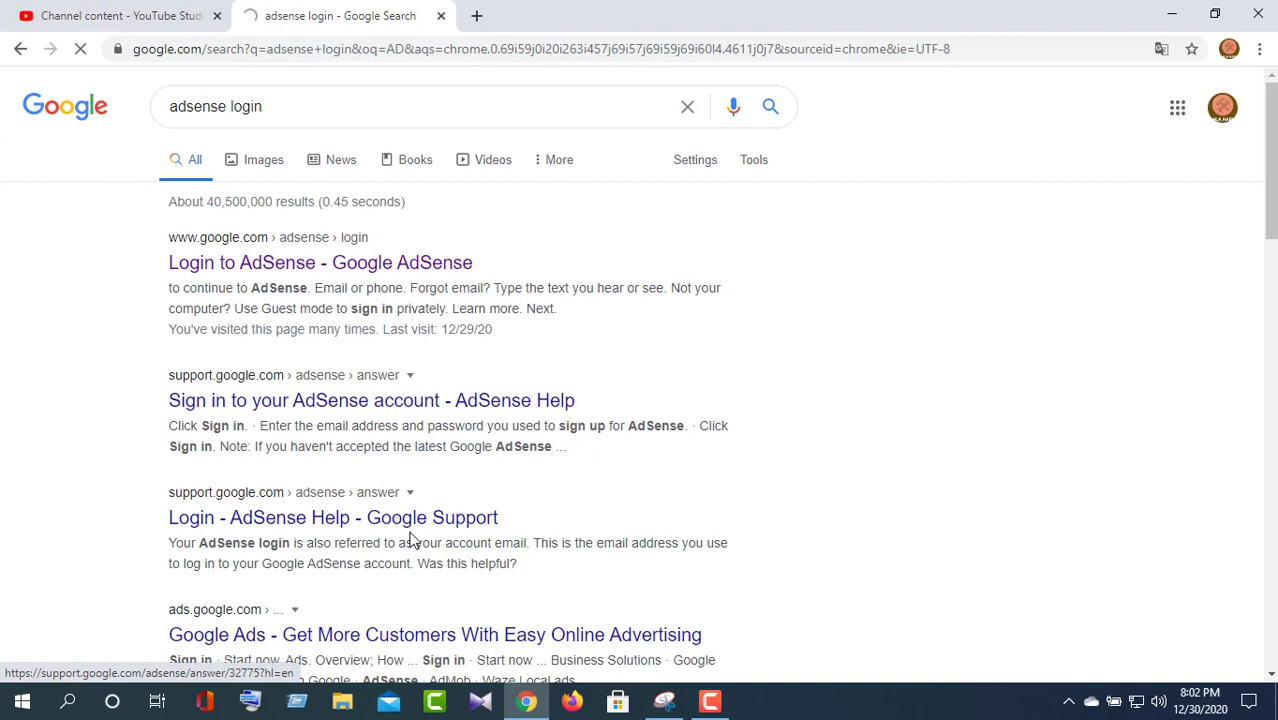 Channel content - YouTube Studi
adsense login - Google Search
google.com/search?q=adsense+login&oq=AD&aqs=chrome.0.69i59j0i20i263i457j69i57j69i59j69i60l4.4611j0j7&sourceid=chrome&ie=UTF-8
Google
adsense login
All
Images
News
Books
Videos
More
Settings
Tools
About 40,500,000 results (0.45 seconds)
www.google.com › adsense › login
Login to AdSense - Google AdSense
to continue to AdSense. Email or phone. Forgot email? Type the text you hear or see. Not your
computer? Use Guest mode to sign in privately. Learn more. Next.
You've visited this page many times. Last visit: 12/29/20
support.google.com › adsense › answer
Sign in to your AdSense account - AdSense Help
Click Sign in. · Enter the email address and password you used to sign up for AdSense. · Click
Sign in. Note: If you haven't accepted the latest Google AdSense ...
support.google.com › adsense › answer
Login - AdSense Help - Google Support
Your AdSense login is also referred to as your account email. This is the email address you use
to log in to your Google AdSense account. Was this helpful?
ads.google.com › ...
Google Ads - Get More Customers With Easy Online Advertising
Sign in · Start now. Ads. Overview; How ... Sign in · Start now ... Business Solutions · Google
Google · AdSense · AdMob · Waze Local ads.
https://support.google.com/adsense/answer/32775?hl=en
8:02 PM
12/30/2020